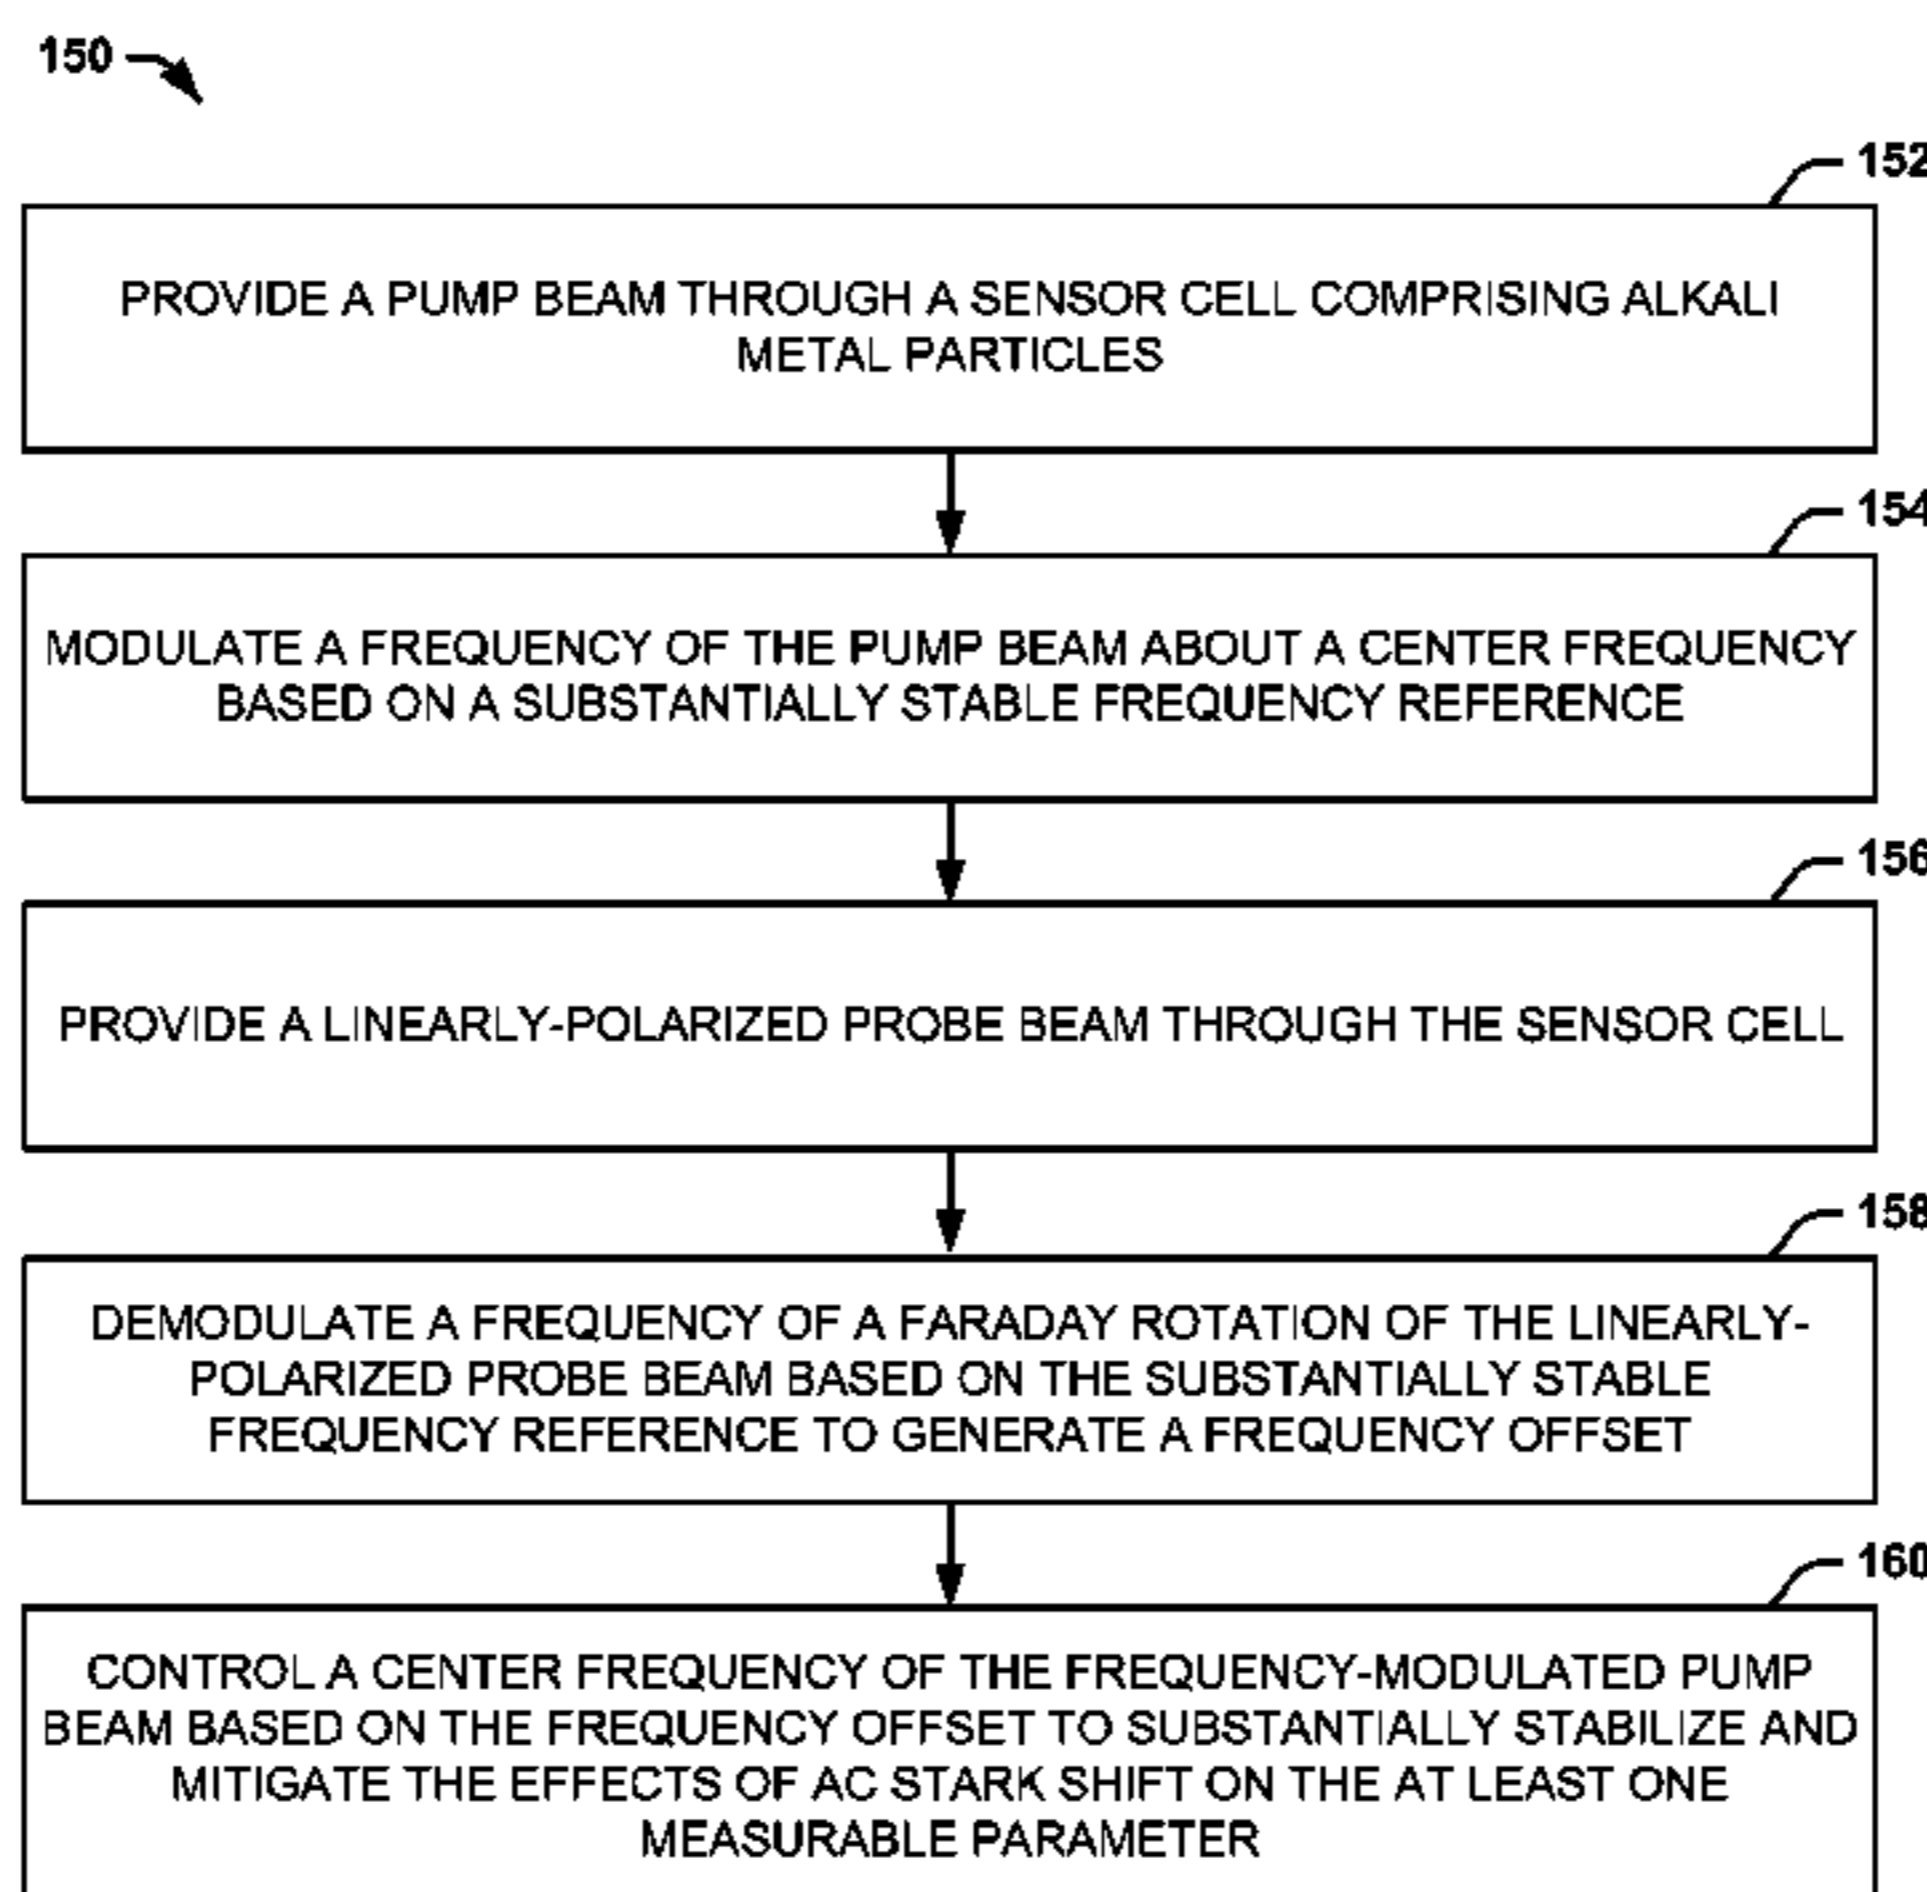 150
152
PROVIDE A PUMP BEAM THROUGH A SENSOR CELL COMPRISING ALKALI
METAL PARTICLES
154
MODULATE A FREQUENCY OF THE PUMP BEAM ABOUT A CENTER FREQUENCY
BASED ON A SUBSTANTIALLY STABLE FREQUENCY REFERENCE
156
PROVIDE A LINEARLY-POLARIZED PROBE BEAM THROUGH THE SENSOR CELL
158
DEMODULATE A FREQUENCY OF A FARADAY ROTATION OF THE LINEARLY-
POLARIZED PROBE BEAM BASED ON THE SUBSTANTIALLY STABLE
FREQUENCY REFERENCE TO GENERATE A FREQUENCY OFFSET
160
CONTROL A CENTER FREQUENCY OF THE FREQUENCY-MODULATED PUMP
BEAM BASED ON THE FREQUENCY OFFSET TO SUBSTANTIALLY STABILIZE AND
MITIGATE THE EFFECTS OF AC STARK SHIFT ON THE AT LEAST ONE
MEASURABLE PARAMETER